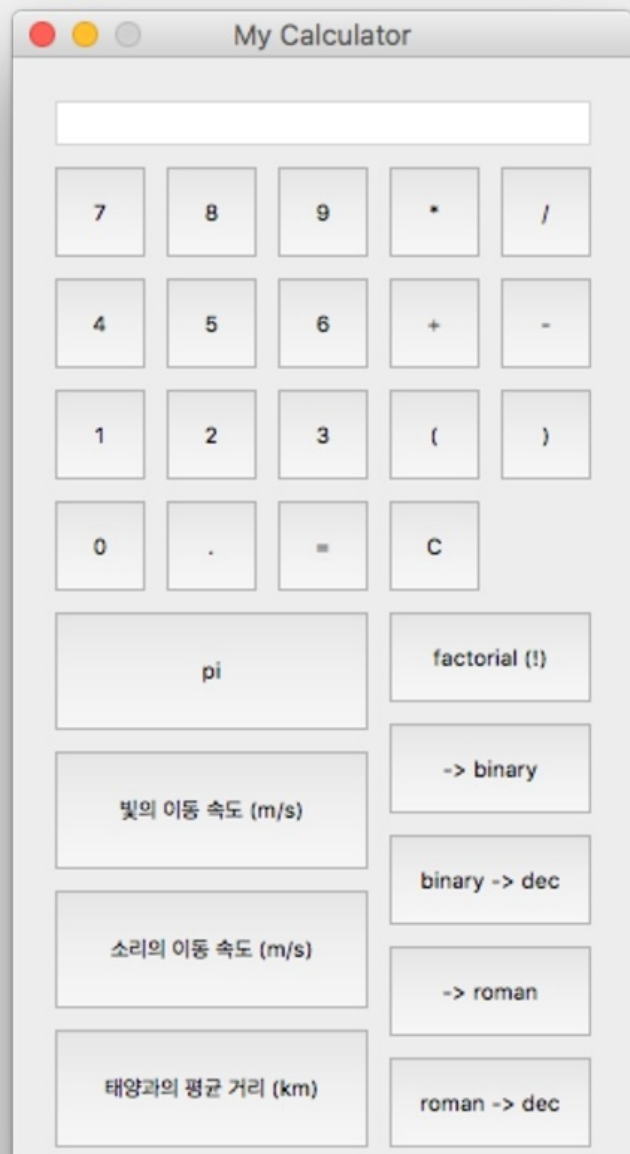 My Calculator
7 8 9 * /
4 5 6 + -
1 2 3 ( )
0 . = C
pi
빛의 이동 속도 (m/s)
소리의 이동 속도 (m/s)
태양과의 평균 거리 (km)
factorial (!)
-> binary
binary -> dec
-> roman
roman -> dec